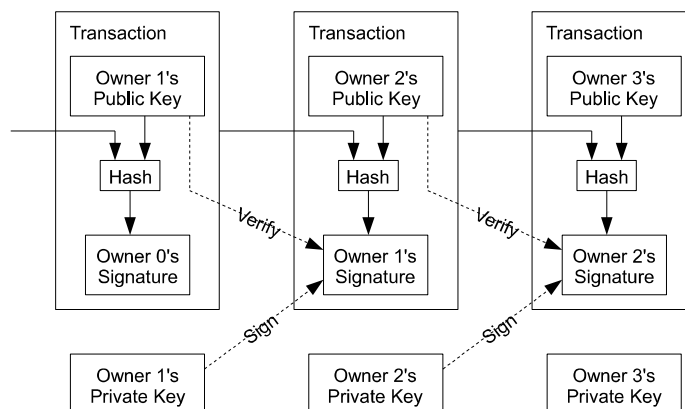 Transaction
Owner 1's
Public Key
Hash
Owner 0's
Signature
Transaction
Owner 2's
Public Key
Hash
Owner 1's
Signature
Transaction
Owner 3's
Public Key
Hash
Owner 2's
Signature
Verify
Verify
Sign
Sign
Owner 1's
Private Key
Owner 2's
Private Key
Owner 3's
Private Key